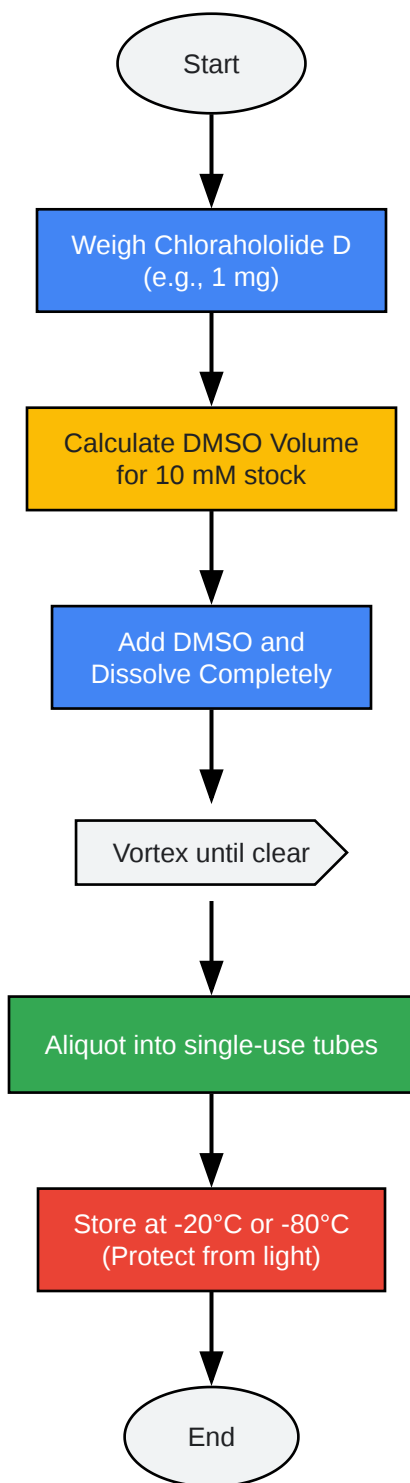 Start
Weigh Chlorahololide D
(e.g., 1 mg)
Calculate DMSO Volume
for 10 mM stock
Add DMSO and
Dissolve Completely
Vortex until clear
Aliquot into single-use tubes
Store at -20°C or -80°C
(Protect from light)
End